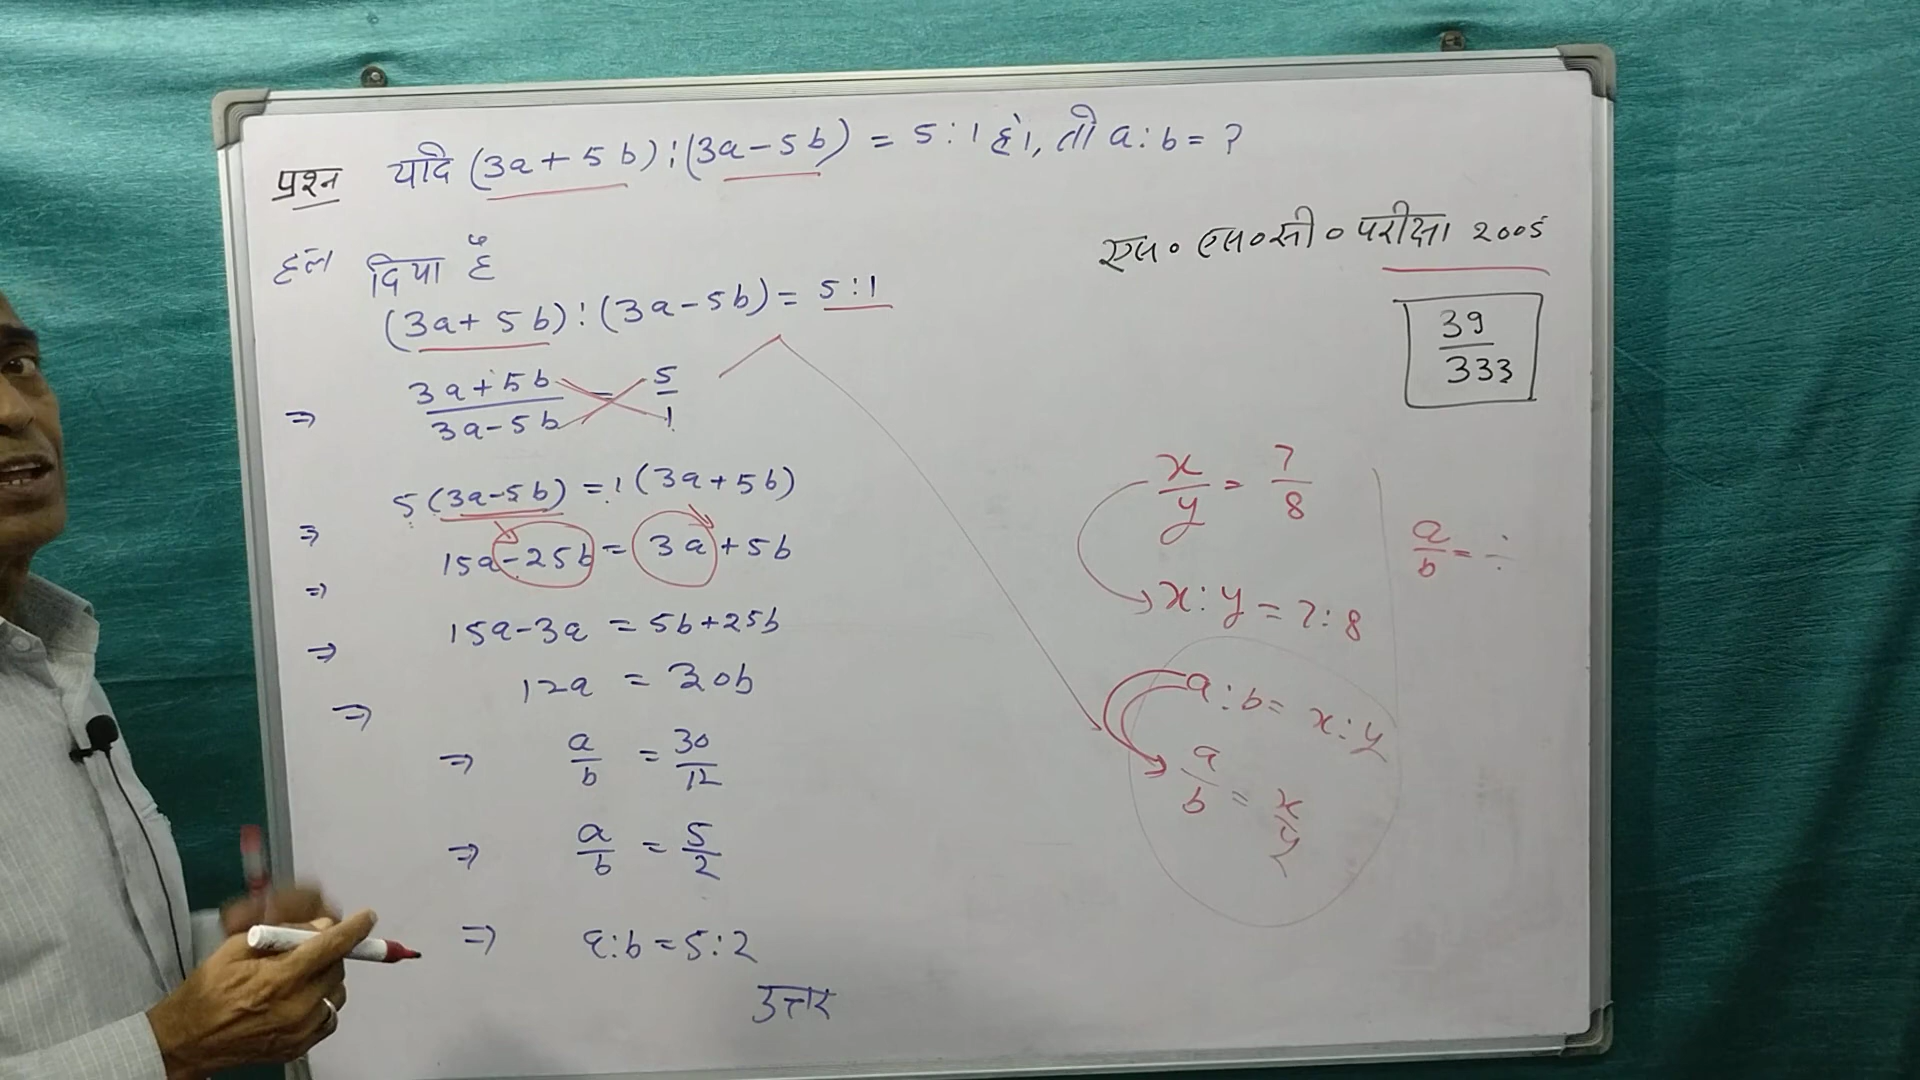 प्रश्न यदि (3a+5b):(3a-5b) = 5:1 हो, तो a:b=?
एस० एस० सी० परीक्षा 2005
39/333
हल दिया है
(3a+5b):(3a-5b)=5:1
⇒ (3a+5b)/(3a-5b) = 5/1
⇒ 5(3a-5b)=1(3a+5b)
⇒ 15a-25b=3a+5b
⇒ 15a-3a=5b+25b
⇒ 12a=30b
⇒ a/b=30/12
⇒ a/b=5/2
⇒ a:b=5:2
उत्तर
x/y=7/8
x:y=7:8
a:b=x:y
a/b=x/y
a/b=